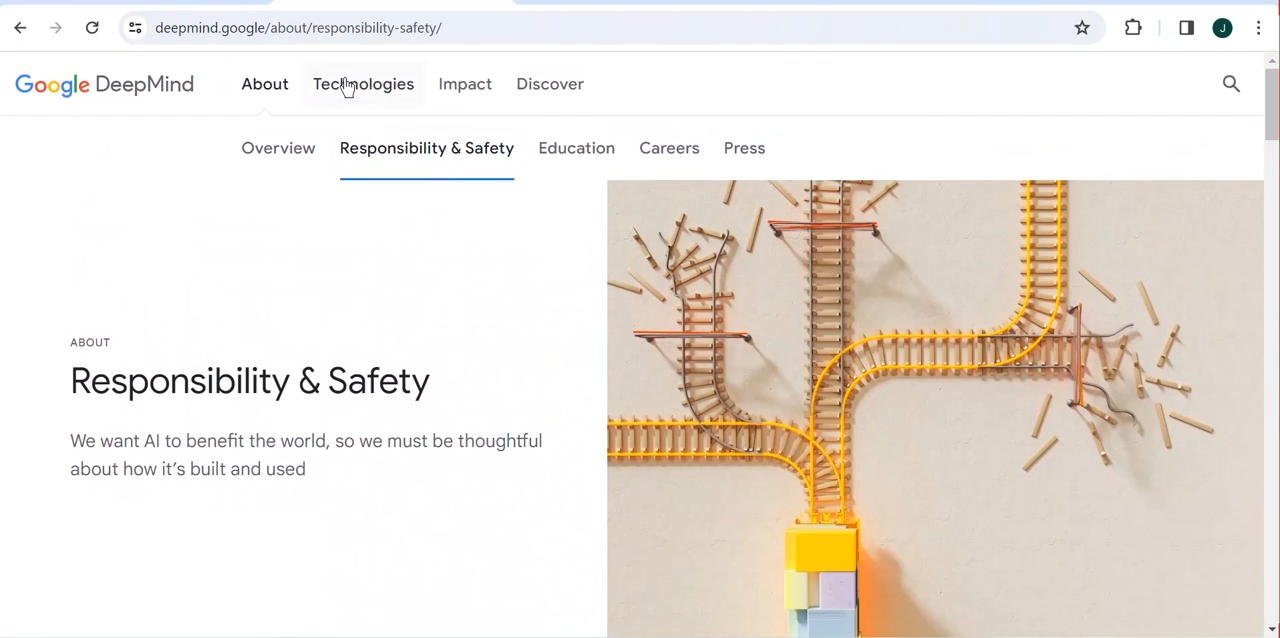 deepmind.google/about/responsibility-safety/
J
Google DeepMind About Technologies Impact Discover
Overview Responsibility & Safety Education Careers Press
ABOUT
Responsibility & Safety
We want AI to benefit the world, so we must be thoughtful
about how it's built and used